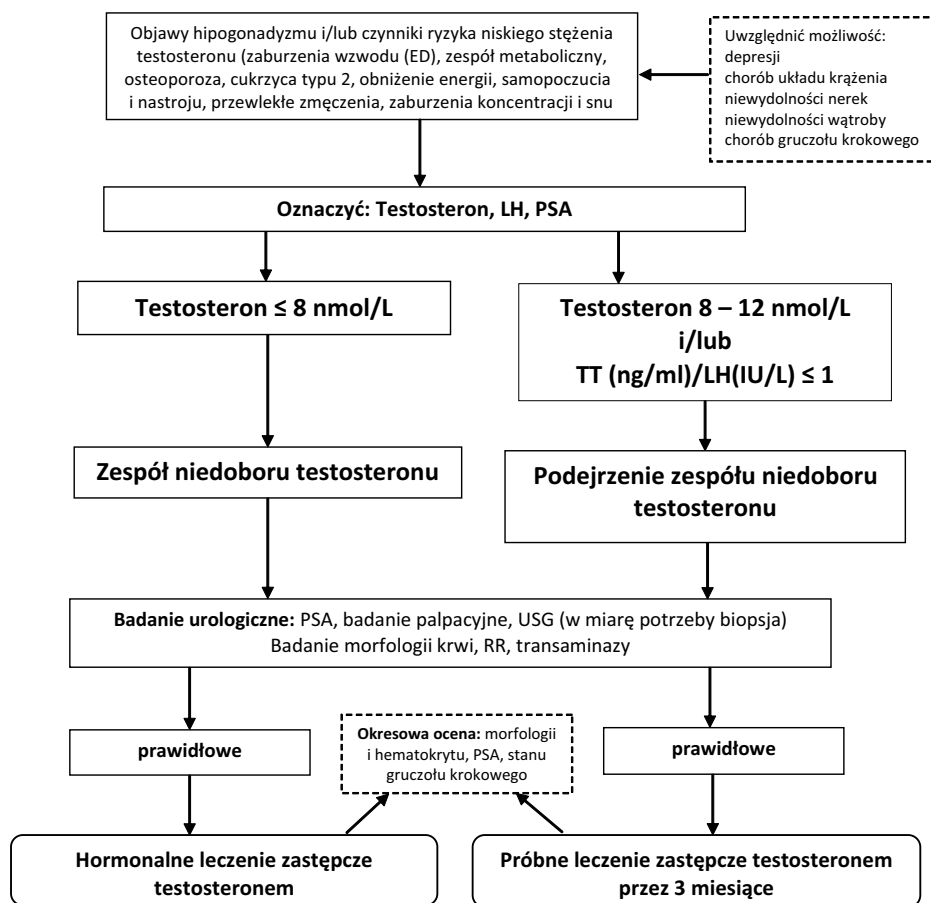 Objawy hipogonadyzmu i/lub czynniki ryzyka niskiego stężenia
testosteronu (zaburzenia wzwodu (ED), zespół metaboliczny,
osteoporoza, cukrzyca typu 2, obniżenie energii, samopoczucia
i nastroju, przewlekłe zmęczenia, zaburzenia koncentracji i snu
Uwzględnić możliwość:
depresji
chorób układu krążenia
niewydolności nerek
niewydolności wątroby
chorób gruczołu krokowego
Oznaczyć: Testosteron, LH, PSA
Testosteron ≤ 8 nmol/L
Testosteron 8 – 12 nmol/L
i/lub
TT (ng/ml)/LH(IU/L) ≤ 1
Zespół niedoboru testosteronu
Podejrzenie zespółu niedoboru
testosteronu
Badanie urologiczne: PSA, badanie palpacyjne, USG (w miarę potrzeby biopsja)
Badanie morfologii krwi, RR, transaminazy
prawidłowe
Okresowa ocena: morfologii
i hematokrytu, PSA, stanu
gruczołu krokowego
prawidłowe
Hormonalne leczenie zastępcze
testosteronem
Próbne leczenie zastępcze testosteronem
przez 3 miesiące